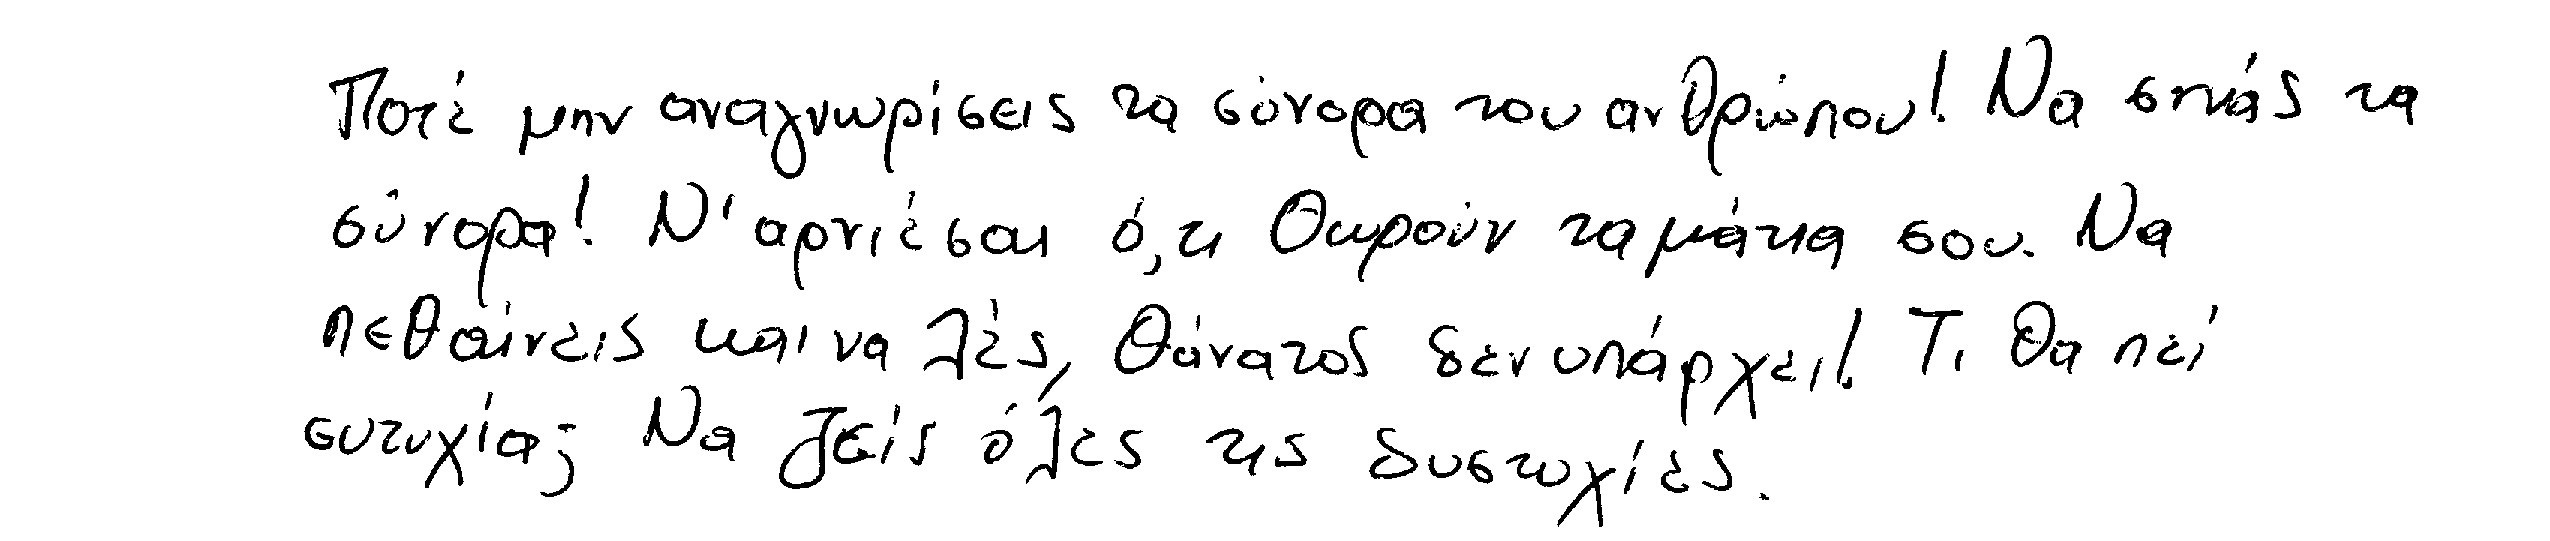 Ποτέ μην αναγνωρίσεις τα σύνορα του ανθρώπου! Να σπάς τα
σύνορα! Ν' αρνιέσαι ό,τι θωρούν τα μάτια σου. Να
πεθαίνεις και να λές, θάνατος δεν υπάρχει! Τι θα πεί
ευτυχία; Να ζείς όλες τις δυστυχίες.